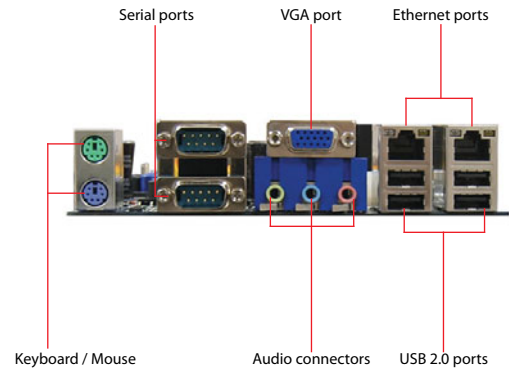 Serial ports
VGA port
Ethernet ports
Keyboard / Mouse
Audio connectors
USB 2.0 ports